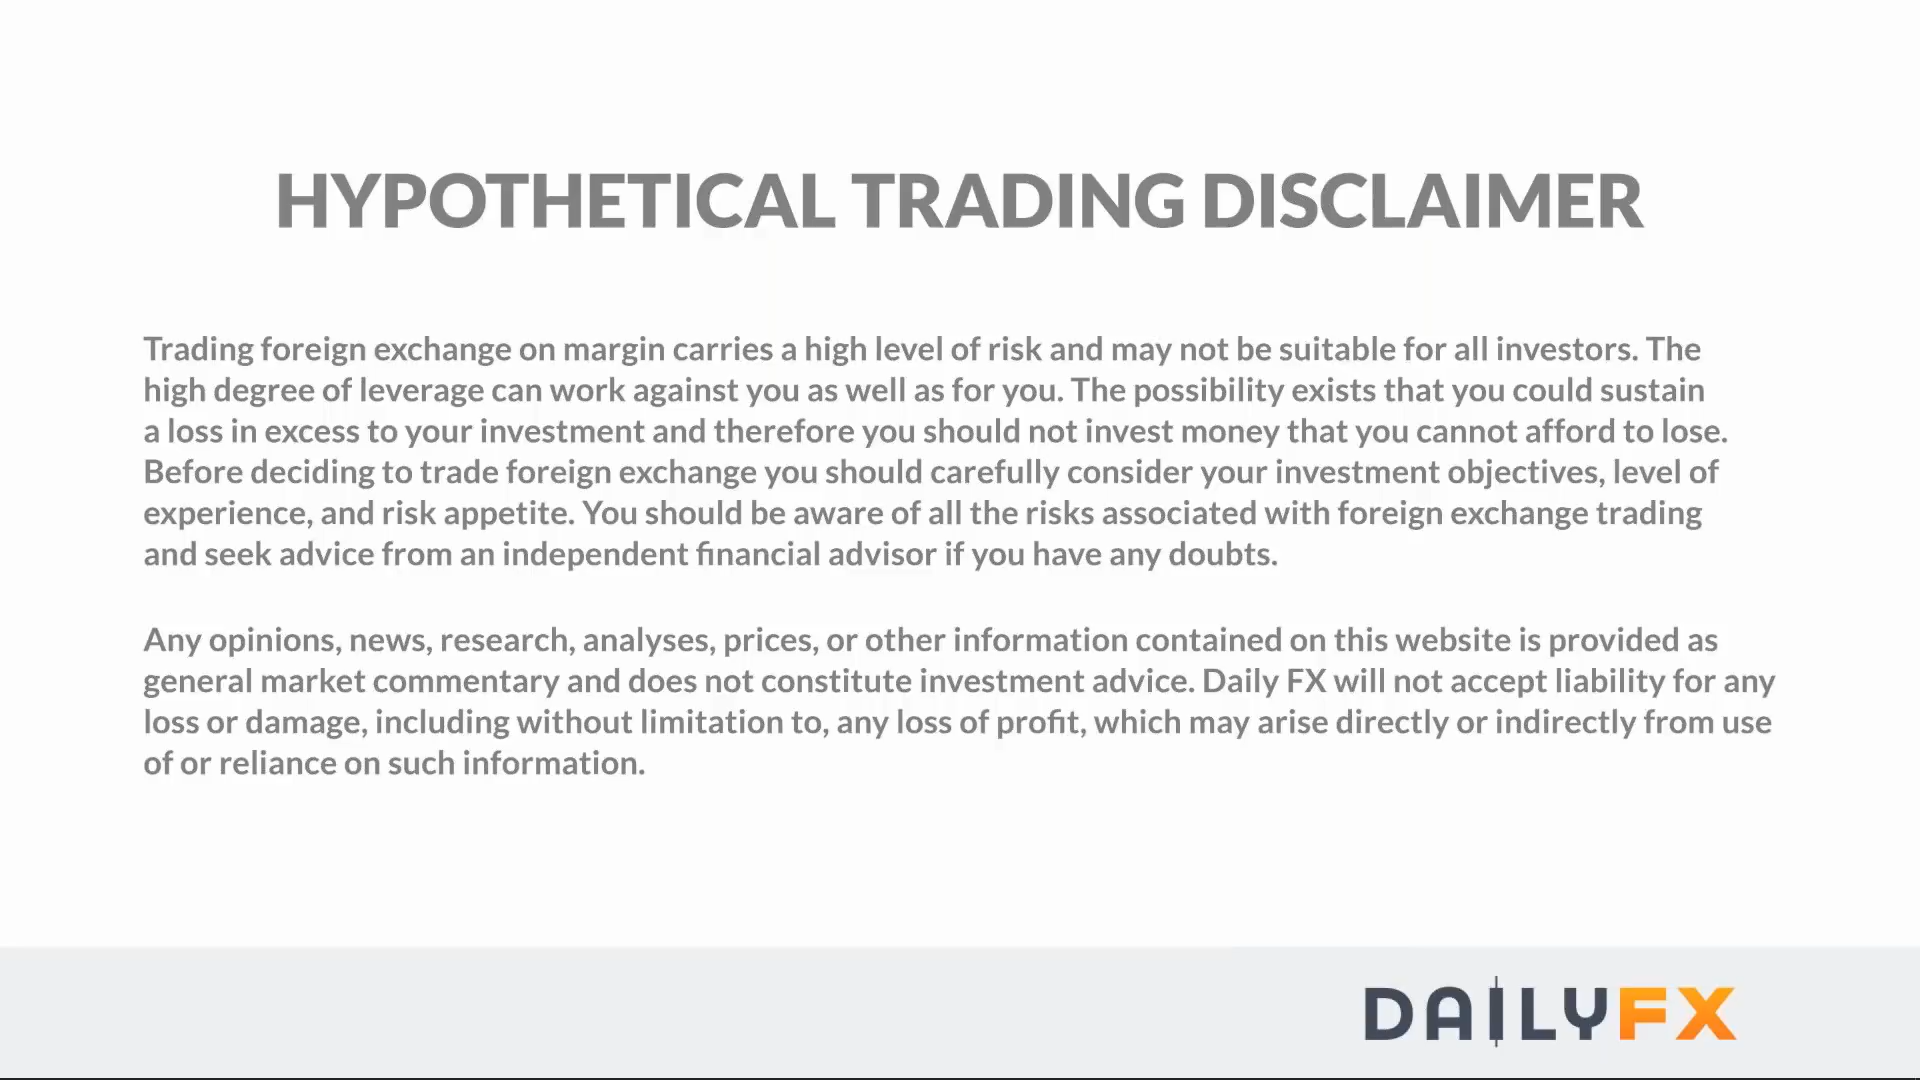 HYPOTHETICAL TRADING DISCLAIMER
Trading foreign exchange on margin carries a high level of risk and may not be suitable for all investors. The
high degree of leverage can work against you as well as for you. The possibility exists that you could sustain
a loss in excess to your investment and therefore you should not invest money that you cannot afford to lose.
Before deciding to trade foreign exchange you should carefully consider your investment objectives, level of
experience, and risk appetite. You should be aware of all the risks associated with foreign exchange trading
and seek advice from an independent financial advisor if you have any doubts.
Any opinions, news, research, analyses, prices, or other information contained on this website is provided as
general market commentary and does not constitute investment advice. Daily FX will not accept liability for any
loss or damage, including without limitation to, any loss of profit, which may arise directly or indirectly from use
of or reliance on such information.
DAILYFX